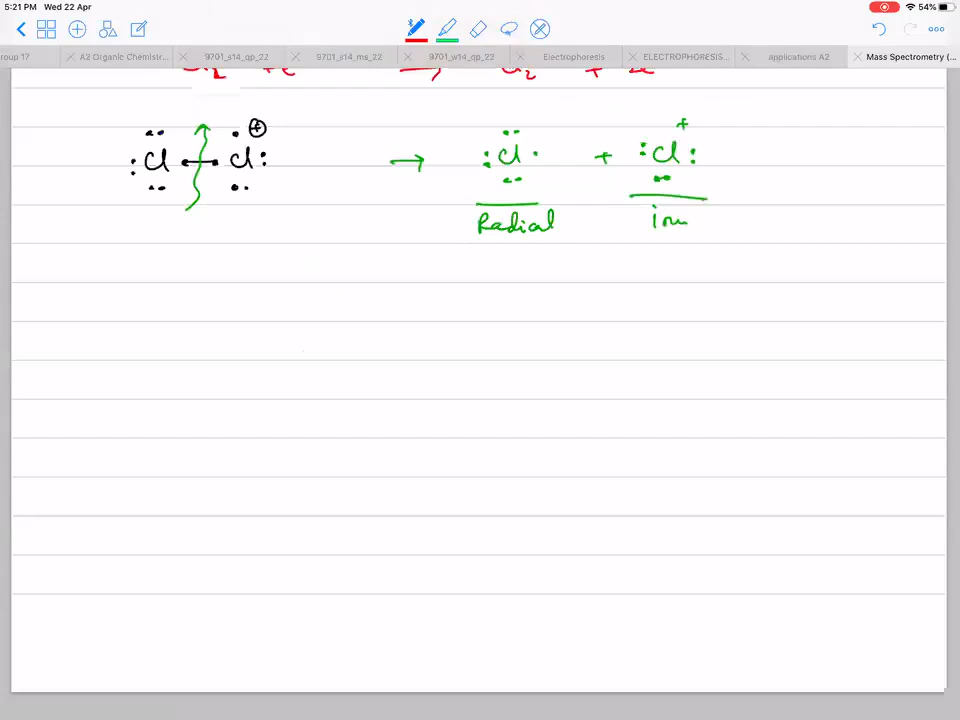 5:21 PM Wed 22 Apr 54%
roup 17 A2 Organic Chemistr... 9701_s14_qp_22 9701_s14_ms_22 9701_w14_qp_22 Electrophoresis ELECTROPHORESIS... applications A2 Mass Spectrometry (...
+
:Cl — Cl: → :Cl· + :Cl:
Radical ion